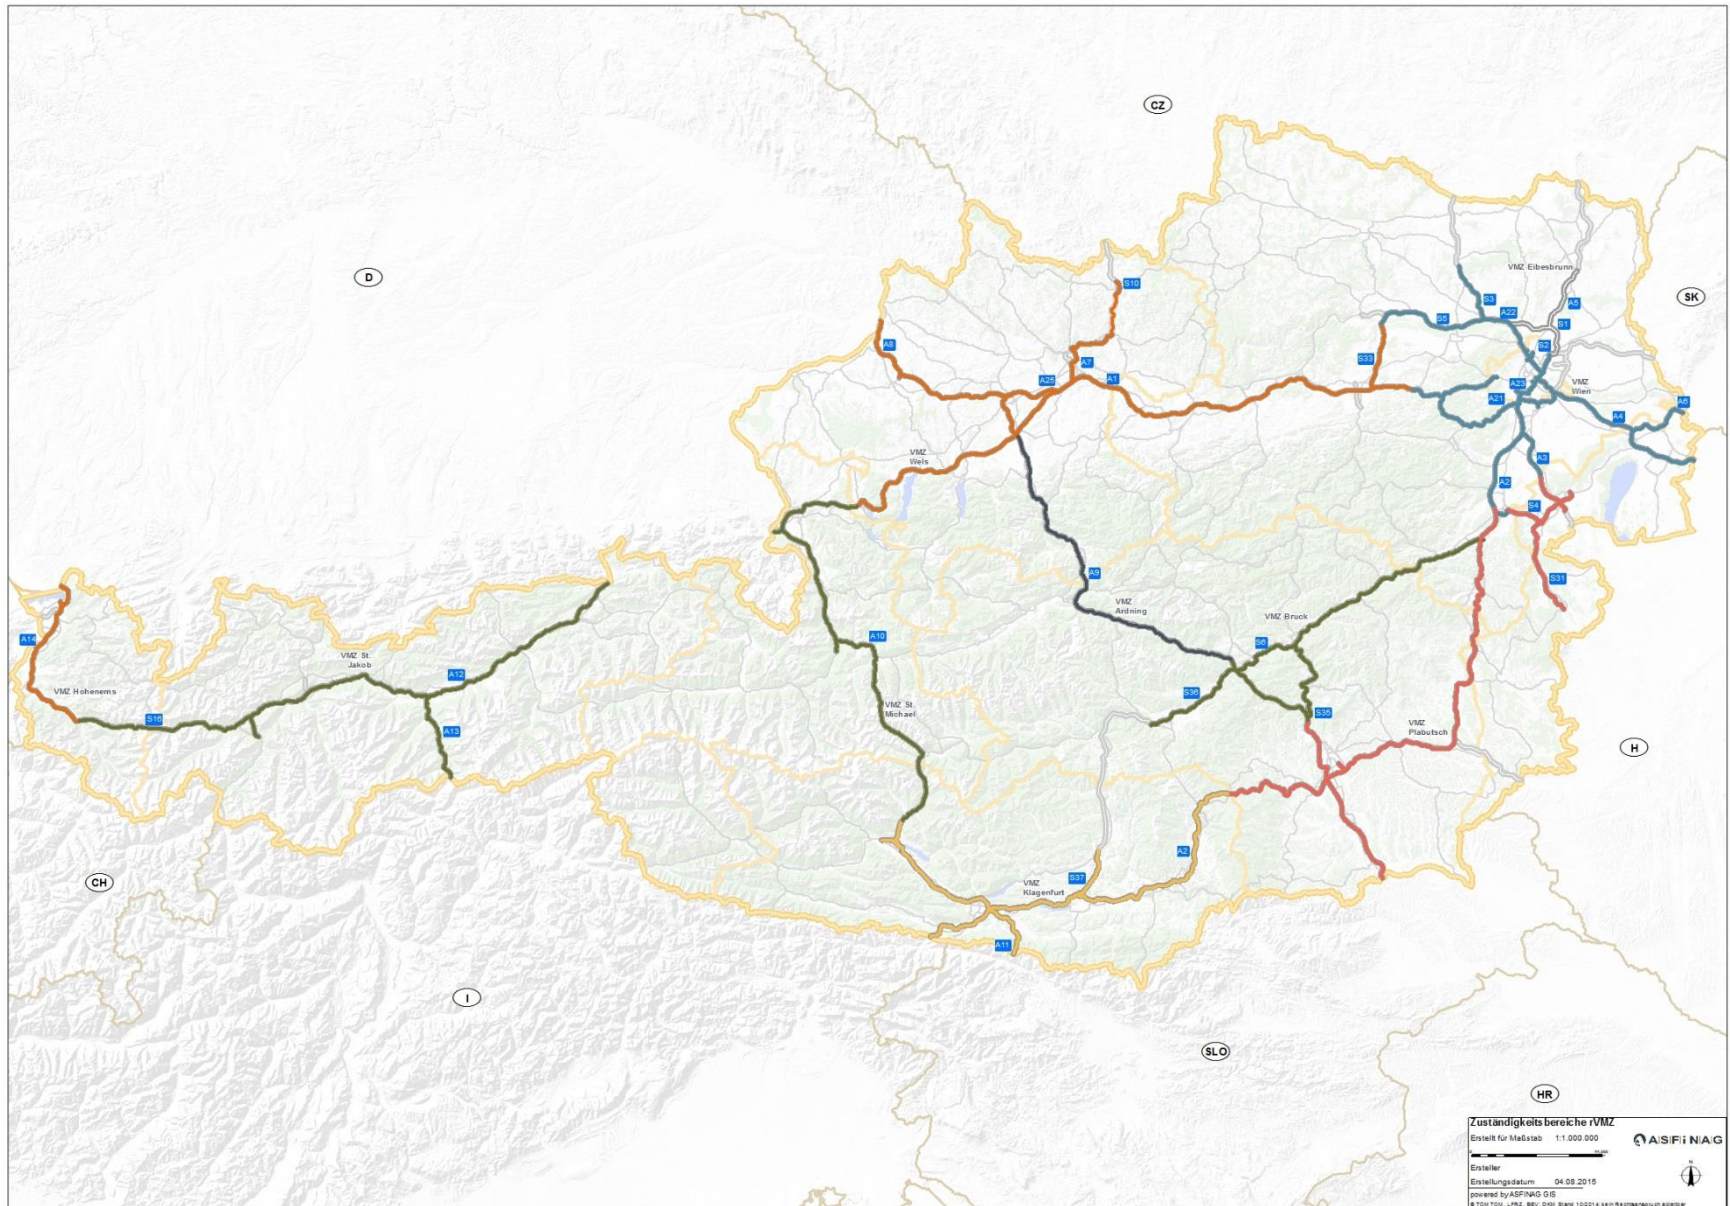 CZ
D
SK
S10
VMZ Eibesbrunn
S3
A22
A5
S5
S1
S2
A8
A7
S33
A25
A1
A23
VMZ
Wien
A21
A6
A4
VMZ
Wels
A3
A2
S4
A9
S31
VMZ
Ardning
VMZ Bruck
A14
A10
S6
VMZ St.
Jakob
A12
VMZ Hohenems
S36
VMZ St.
Michael
S16
A13
S35
VMZ
Plabutsch
H
CH
A2
VMZ
Klagenfurt
S37
A11
I
SLO
HR
Zuständigkeitsbereiche rVMZ
Erstellt für Maßstab 1:1.000.000
ASFiNAG
Ersteller
Erstellungsdatum 04.08.2015
N
powered by ASFINAG GIS